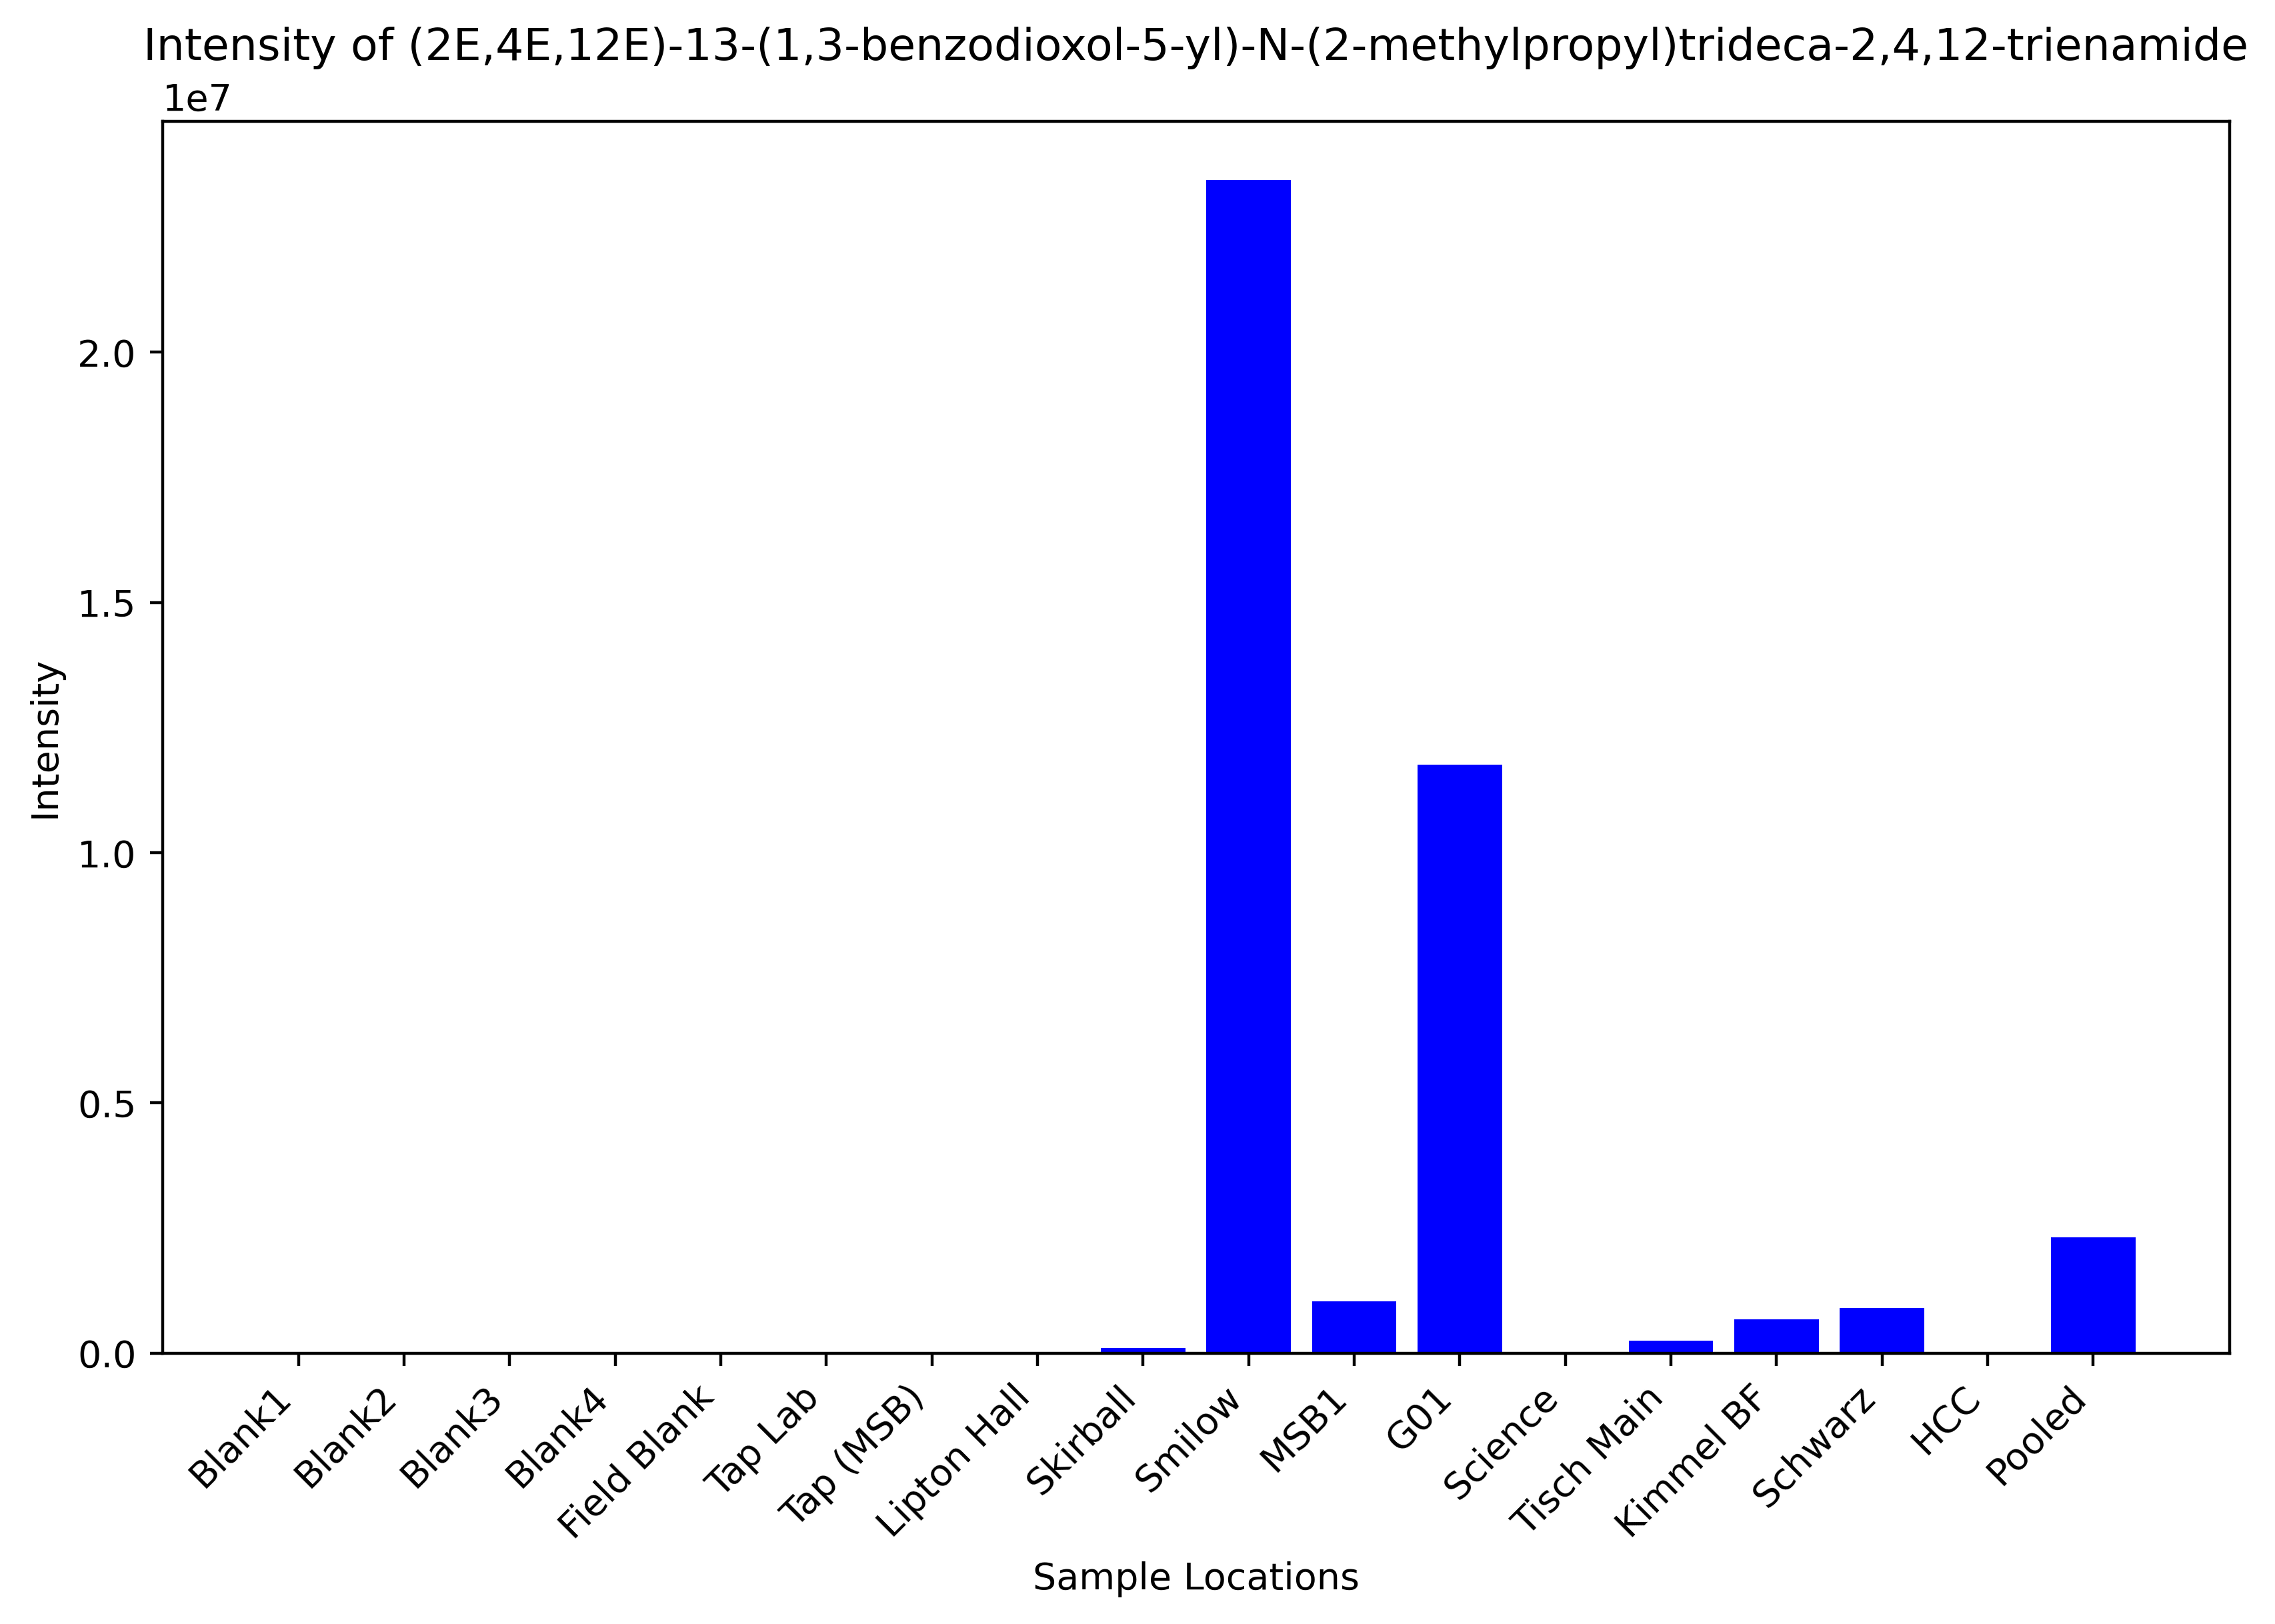 Intensity of (2E,4E,12E)-13-(1,3-benzodioxol-5-yl)-N-(2-methylpropyl)trideca-2,4,12-trienamide
1e7
2.0
1.5
1.0
0.5
0.0
Intensity
Blank1
Blank2
Blank3
Blank4
Field Blank
Tap Lab
Tap (MSB)
Lipton Hall
Skirball
Smilow
MSB1
G01
Science
Tisch Main
Kimmel BF
Schwarz
HCC
Pooled
Sample Locations